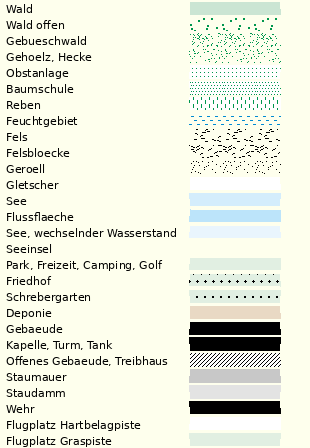 Wald
Wald offen
Gebueschwald
Gehoelz, Hecke
Obstanlage
Baumschule
Reben
Feuchtgebiet
Fels
Felsbloecke
Geroell
Gletscher
See
Flussflaeche
See, wechselnder Wasserstand
Seeinsel
Park, Freizeit, Camping, Golf
Friedhof
Schrebergarten
Deponie
Gebaeude
Kapelle, Turm, Tank
Offenes Gebaeude, Treibhaus
Staumauer
Staudamm
Wehr
Flugplatz Hartbelagpiste
Flugplatz Graspiste